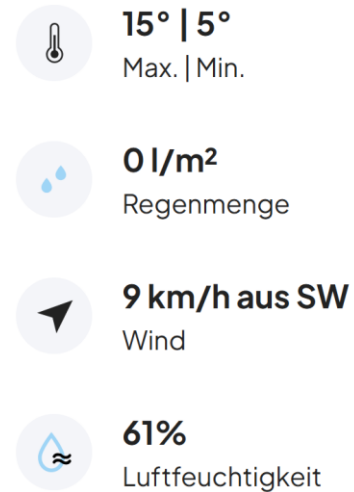 15° | 5°
Max. | Min.
0 l/m²
Regenmenge
9 km/h aus SW
Wind
61%
Luftfeuchtigkeit